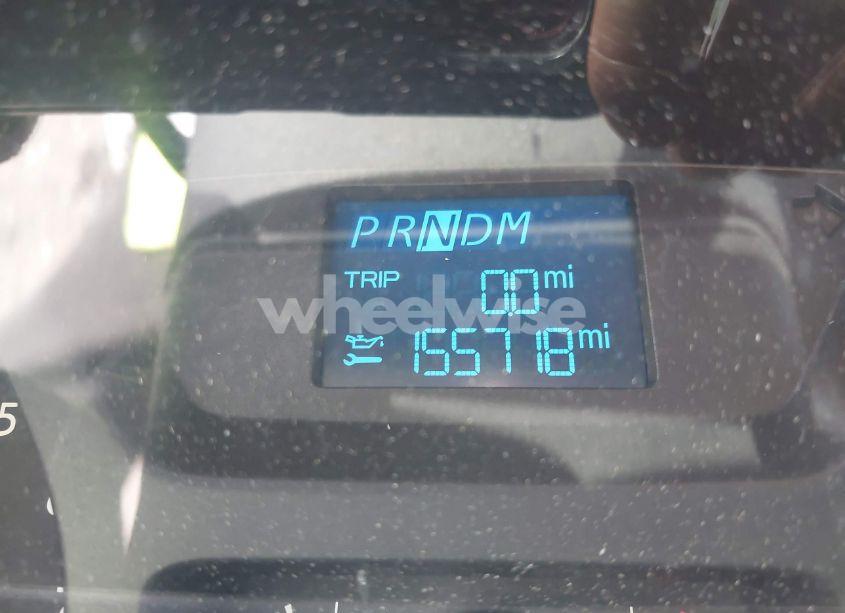 PRNDM
TRIP 0.0 mi
wheelwise
155718 mi
5